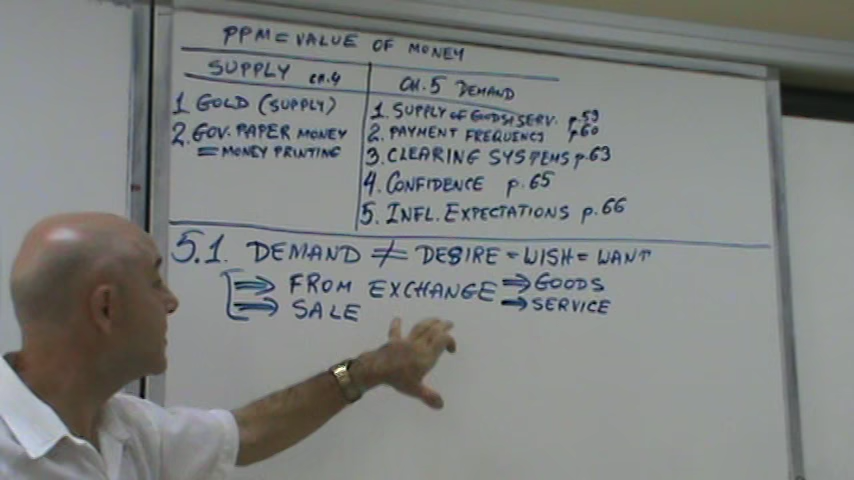 PPM = VALUE OF MONEY
SUPPLY CH.4
1 GOLD (SUPPLY)
2. GOV. PAPER MONEY
= MONEY PRINTING
CH. 5 DEMAND
1. SUPPLY OF GOODS & SERV. p.59
2. PAYMENT FREQUENCY p.60
3. CLEARING SYSTEMS p.63
4. CONFIDENCE p.65
5. INFL. EXPECTATIONS p.66
5.1. DEMAND ≠ DESIRE = WISH = WANT
⇒ FROM EXCHANGE ⇒ GOODS
⇒ SALE → SERVICE